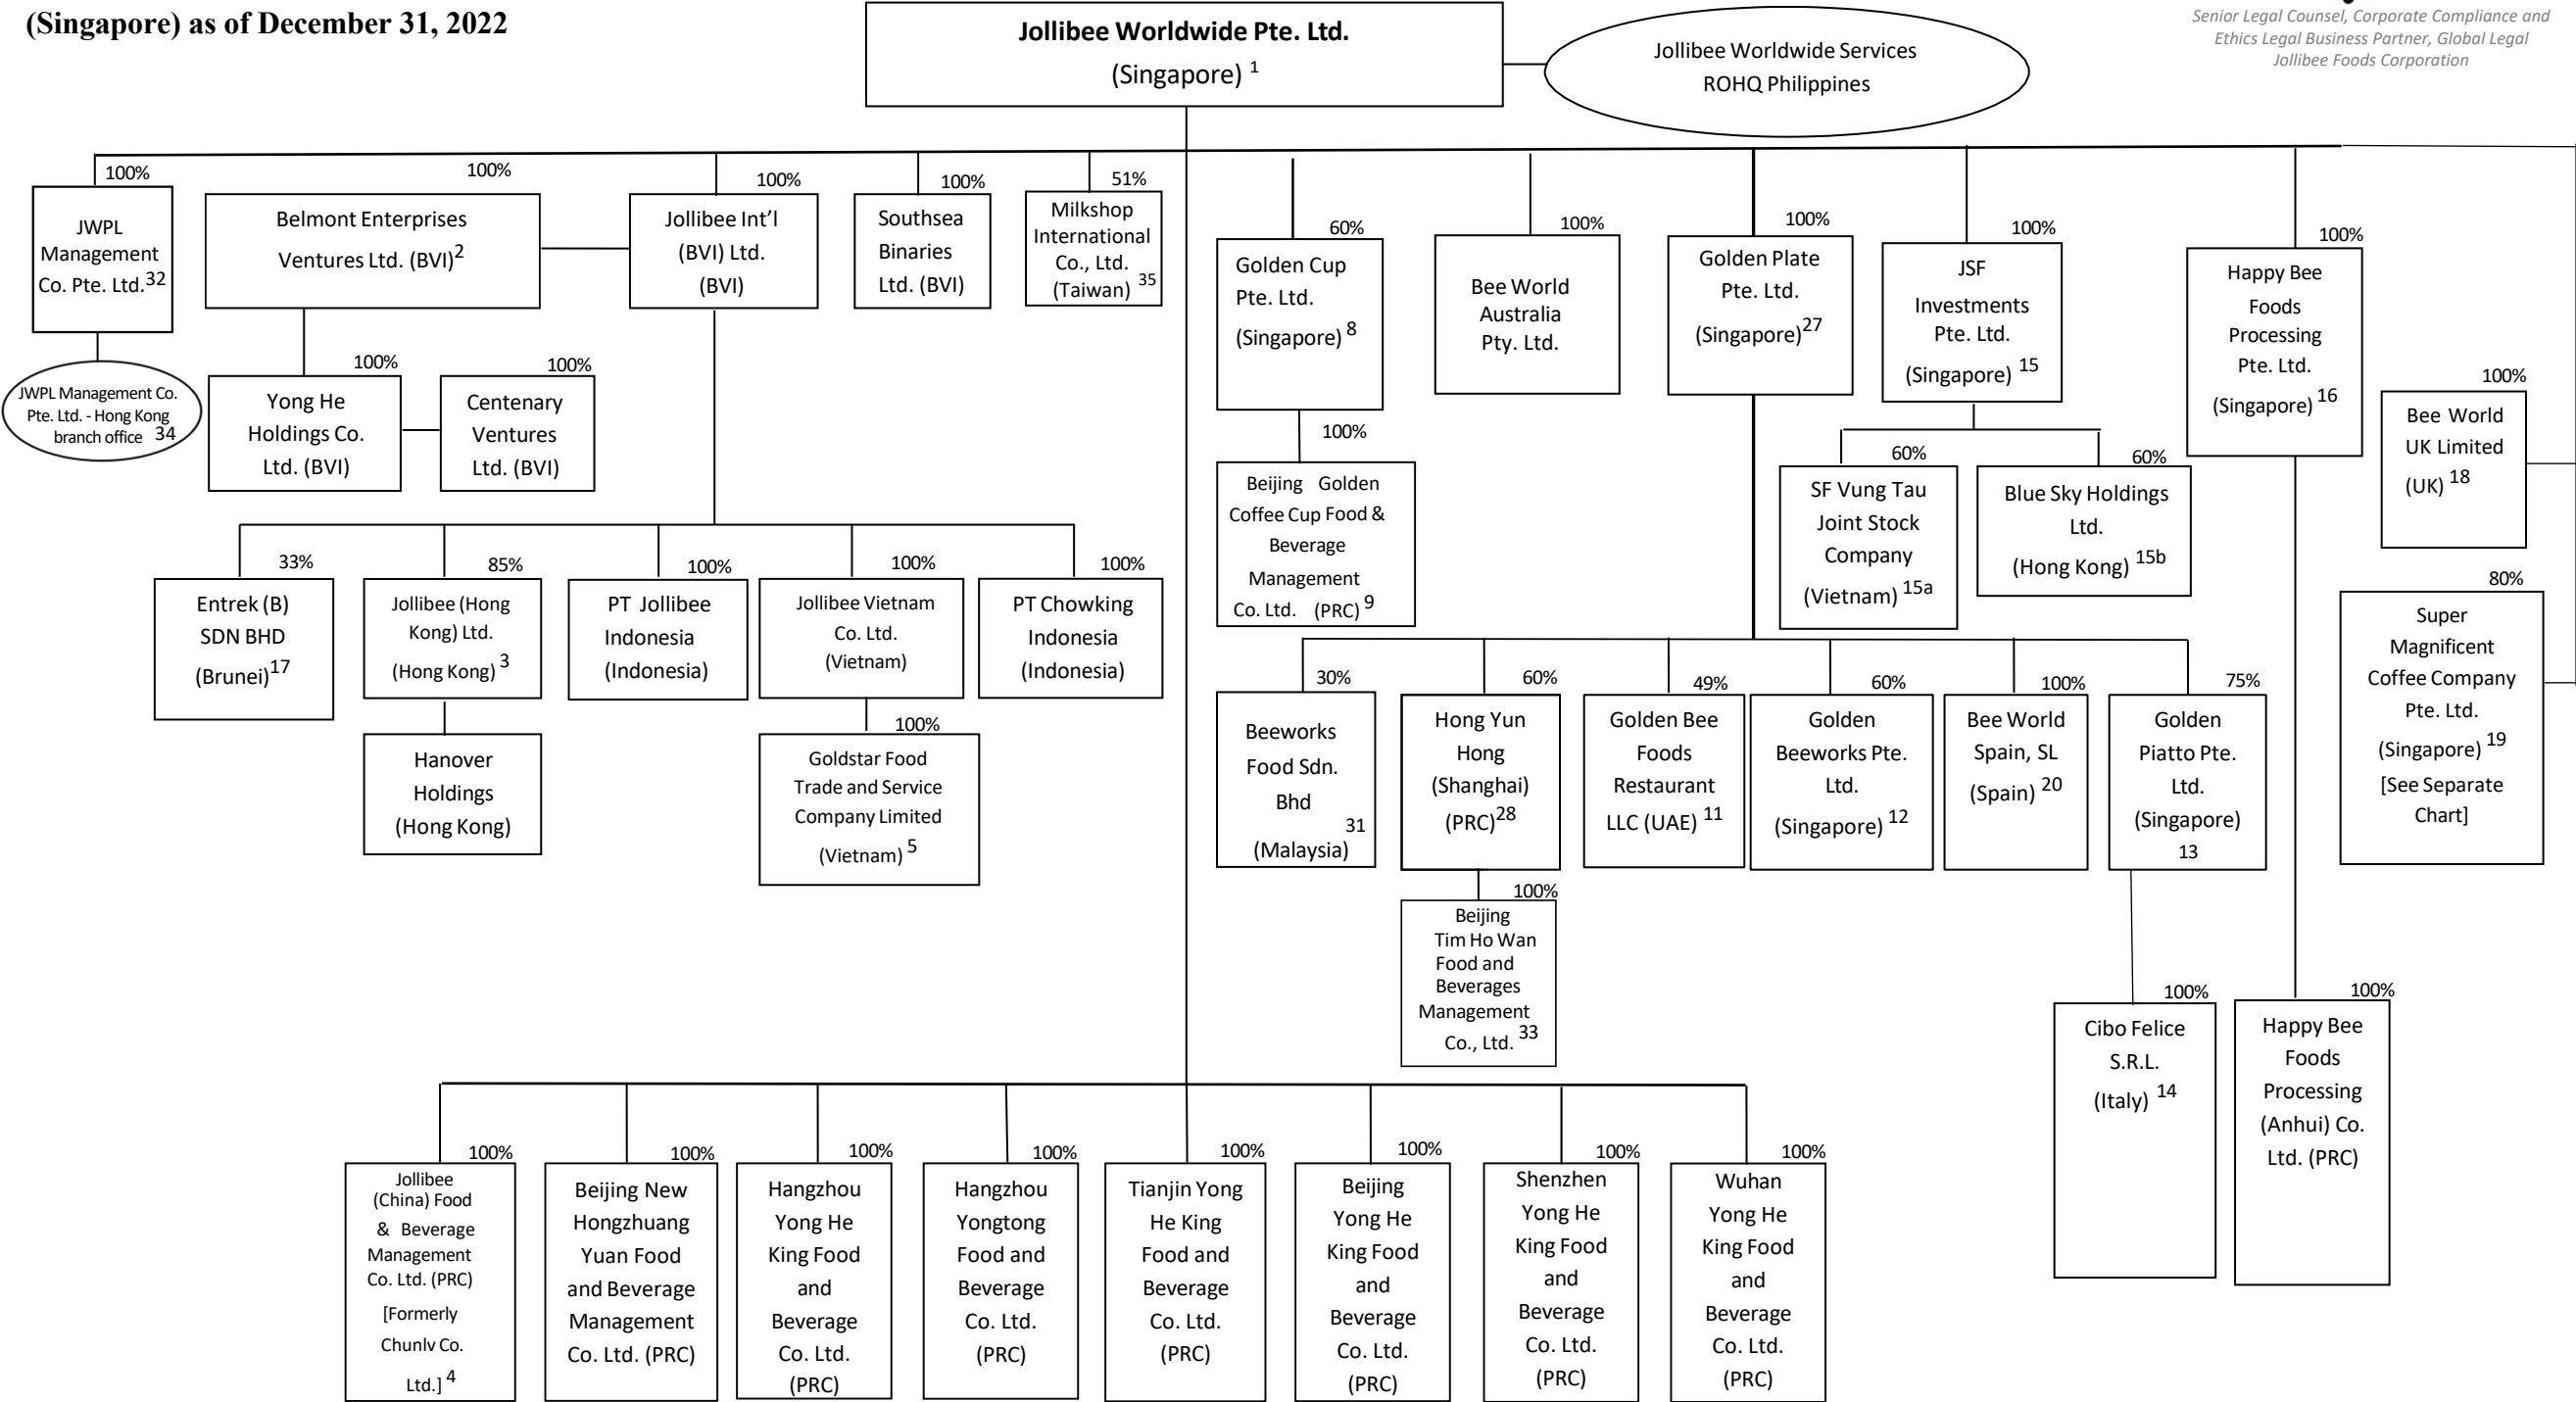 (Singapore) as of December 31, 2022
Jollibee Worldwide Pte. Ltd.
(Singapore) 1
Jollibee Worldwide Services
ROHQ Philippines
Senior Legal Counsel, Corporate Compliance and
Ethics Legal Business Partner, Global Legal
Jollibee Foods Corporation
100%
JWPL
Management
Co. Pte. Ltd.32
JWPL Management Co.
Pte. Ltd. - Hong Kong
branch office 34
100%
Belmont Enterprises
Ventures Ltd. (BVI)2
100%
Jollibee Int'l
(BVI) Ltd.
(BVI)
100%
Southsea
Binaries
Ltd. (BVI)
51%
Milkshop
International
Co., Ltd.
(Taiwan) 35
60%
Golden Cup
Pte. Ltd.
(Singapore) 8
100%
Bee World
Australia
Pty. Ltd.
100%
Golden Plate
Pte. Ltd.
(Singapore)27
100%
JSF
Investments
Pte. Ltd.
(Singapore) 15
100%
Happy Bee
Foods
Processing
Pte. Ltd.
(Singapore) 16
100%
Bee World
UK Limited
(UK) 18
100%
Yong He
Holdings Co.
Ltd. (BVI)
100%
Centenary
Ventures
Ltd. (BVI)
100%
Beijing Golden
Coffee Cup Food &
Beverage
Management
Co. Ltd. (PRC) 9
60%
SF Vung Tau
Joint Stock
Company
(Vietnam) 15a
60%
Blue Sky Holdings
Ltd.
(Hong Kong) 15b
80%
Super
Magnificent
Coffee Company
Pte. Ltd.
(Singapore) 19
[See Separate
Chart]
33%
Entrek (B)
SDN BHD
(Brunei)17
85%
Jollibee (Hong
Kong) Ltd.
(Hong Kong) 3
100%
PT Jollibee
Indonesia
(Indonesia)
100%
Jollibee Vietnam
Co. Ltd.
(Vietnam)
100%
PT Chowking
Indonesia
(Indonesia)
Hanover
Holdings
(Hong Kong)
100%
Goldstar Food
Trade and Service
Company Limited
(Vietnam) 5
30%
Beeworks
Food Sdn.
Bhd
31
(Malaysia)
60%
Hong Yun
Hong
(Shanghai)
(PRC)28
49%
Golden Bee
Foods
Restaurant
LLC (UAE) 11
60%
Golden
Beeworks Pte.
Ltd.
(Singapore) 12
100%
Bee World
Spain, SL
(Spain) 20
75%
Golden
Piatto Pte.
Ltd.
(Singapore)
13
100%
Beijing
Tim Ho Wan
Food and
Beverages
Management
Co., Ltd. 33
100%
Cibo Felice
S.R.L.
(Italy) 14
100%
Happy Bee
Foods
Processing
(Anhui) Co.
Ltd. (PRC)
100%
Jollibee
(China) Food
& Beverage
Management
Co. Ltd. (PRC)
[Formerly
Chunlv Co.
Ltd.] 4
100%
Beijing New
Hongzhuang
Yuan Food
and Beverage
Management
Co. Ltd. (PRC)
100%
Hangzhou
Yong He
King Food
and
Beverage
Co. Ltd.
(PRC)
100%
Hangzhou
Yongtong
Food and
Beverage
Co. Ltd.
(PRC)
100%
Tianjin Yong
He King
Food and
Beverage
Co. Ltd.
(PRC)
100%
Beijing
Yong He
King Food
and
Beverage
Co. Ltd.
(PRC)
100%
Shenzhen
Yong He
King Food
and
Beverage
Co. Ltd.
(PRC)
100%
Wuhan
Yong He
King Food
and
Beverage
Co. Ltd.
(PRC)